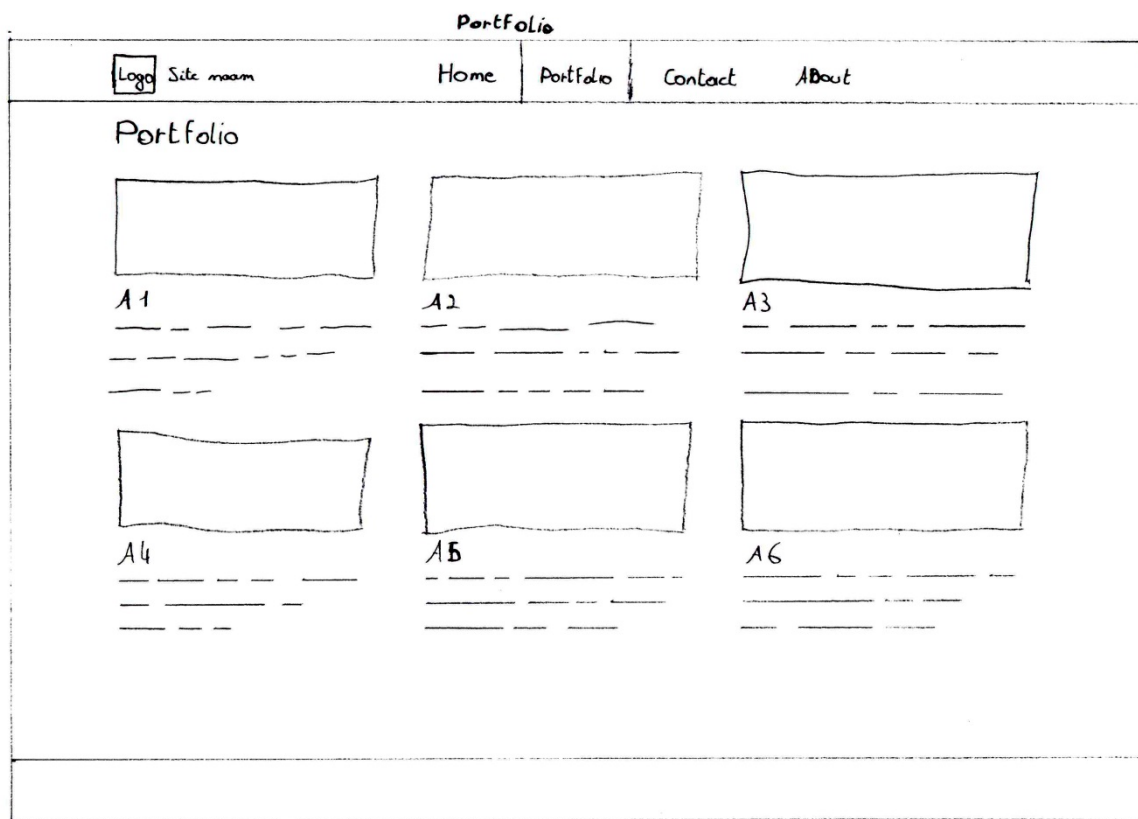 Portfolio
Logo Site naam Home Portfolio Contact About
Portfolio
A1 A2 A3
A4 A5 A6